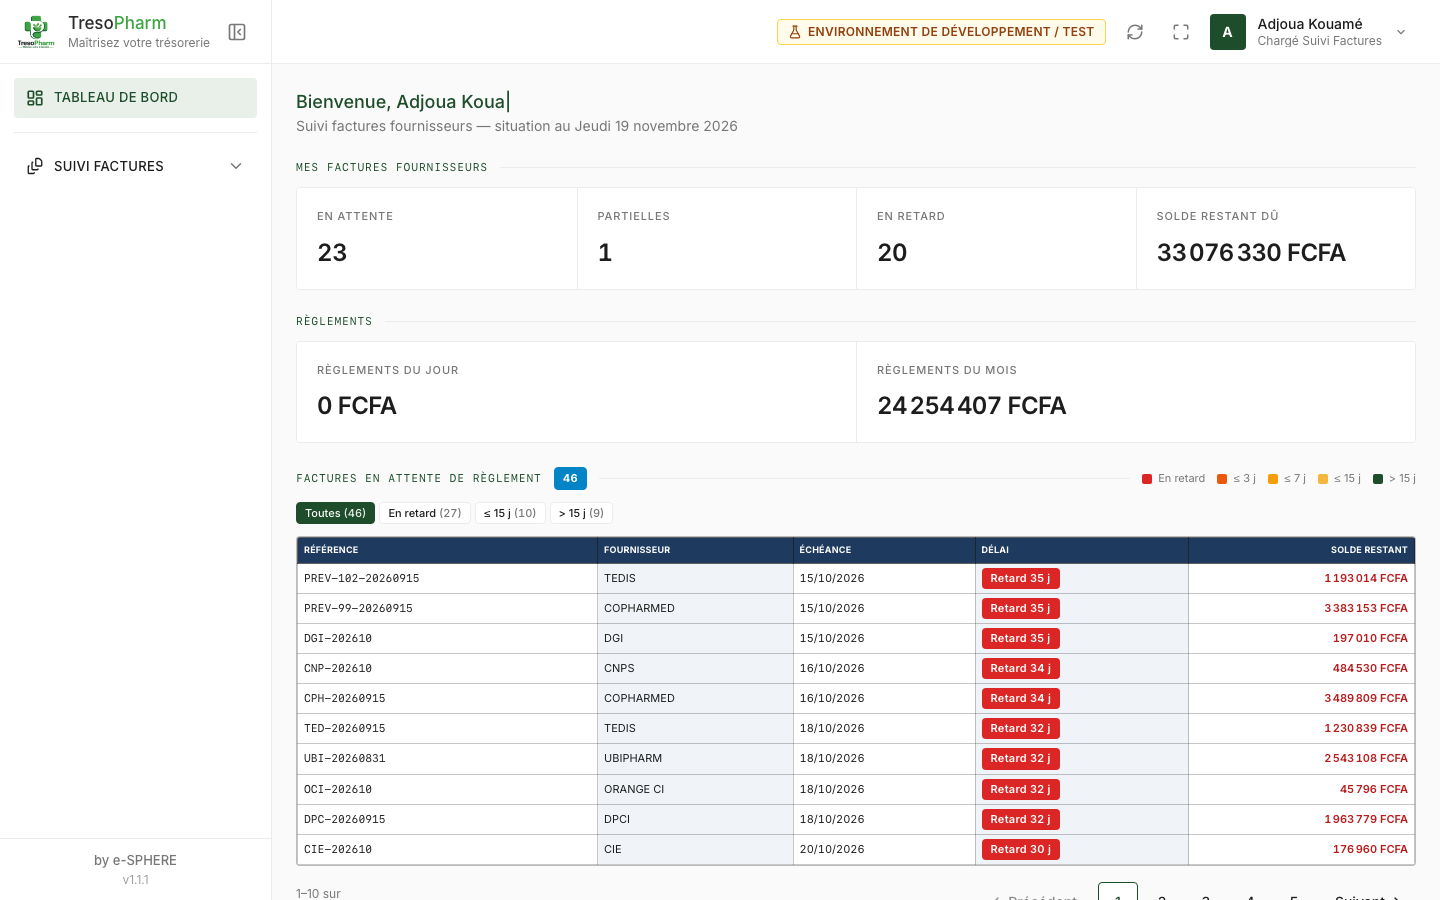 TresoPharm
Maîtrisez votre trésorerie
ENVIRONNEMENT DE DÉVELOPPEMENT / TEST
A
Adjoua Kouamé
Chargé Suivi Factures
TABLEAU DE BORD
SUIVI FACTURES
Bienvenue, Adjoua Koua
Suivi factures fournisseurs — situation au Jeudi 19 novembre 2026
MES FACTURES FOURNISSEURS
EN ATTENTE
23
PARTIELLES
1
EN RETARD
20
SOLDE RESTANT DÛ
33 076 330 FCFA
RÈGLEMENTS
RÈGLEMENTS DU JOUR
0 FCFA
RÈGLEMENTS DU MOIS
24 254 407 FCFA
FACTURES EN ATTENTE DE RÈGLEMENT 46
En retard ≤ 3 j ≤ 7 j ≤ 15 j > 15 j
Toutes (46) En retard (27) ≤ 15 j (10) > 15 j (9)
RÉFÉRENCE FOURNISSEUR ÉCHÉANCE DÉLAI SOLDE RESTANT
PREV-102-20260915 TEDIS 15/10/2026 Retard 35 j 1 193 014 FCFA
PREV-99-20260915 COPHARMED 15/10/2026 Retard 35 j 3 383 153 FCFA
DGI-202610 DGI 15/10/2026 Retard 35 j 197 010 FCFA
CNP-202610 CNPS 16/10/2026 Retard 34 j 484 530 FCFA
CPH-20260915 COPHARMED 16/10/2026 Retard 34 j 3 489 809 FCFA
TED-20260915 TEDIS 18/10/2026 Retard 32 j 1 230 839 FCFA
UBI-20260831 UBIPHARM 18/10/2026 Retard 32 j 2 543 108 FCFA
OCI-202610 ORANGE CI 18/10/2026 Retard 32 j 45 796 FCFA
DPC-20260915 DPCI 18/10/2026 Retard 32 j 1 963 779 FCFA
CIE-202610 CIE 20/10/2026 Retard 30 j 176 960 FCFA
1–10 sur
Précédent 1 2 3 4 5 Suivant
by e-SPHERE
v1.1.1